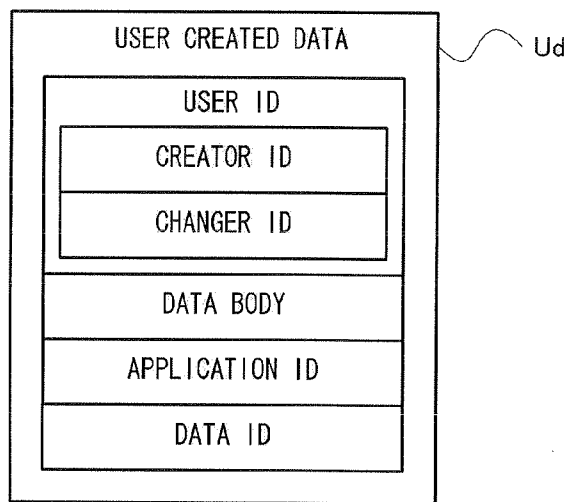 USER CREATED DATA
Ud
USER ID
CREATOR ID
CHANGER ID
DATA BODY
APPLICATION ID
DATA ID